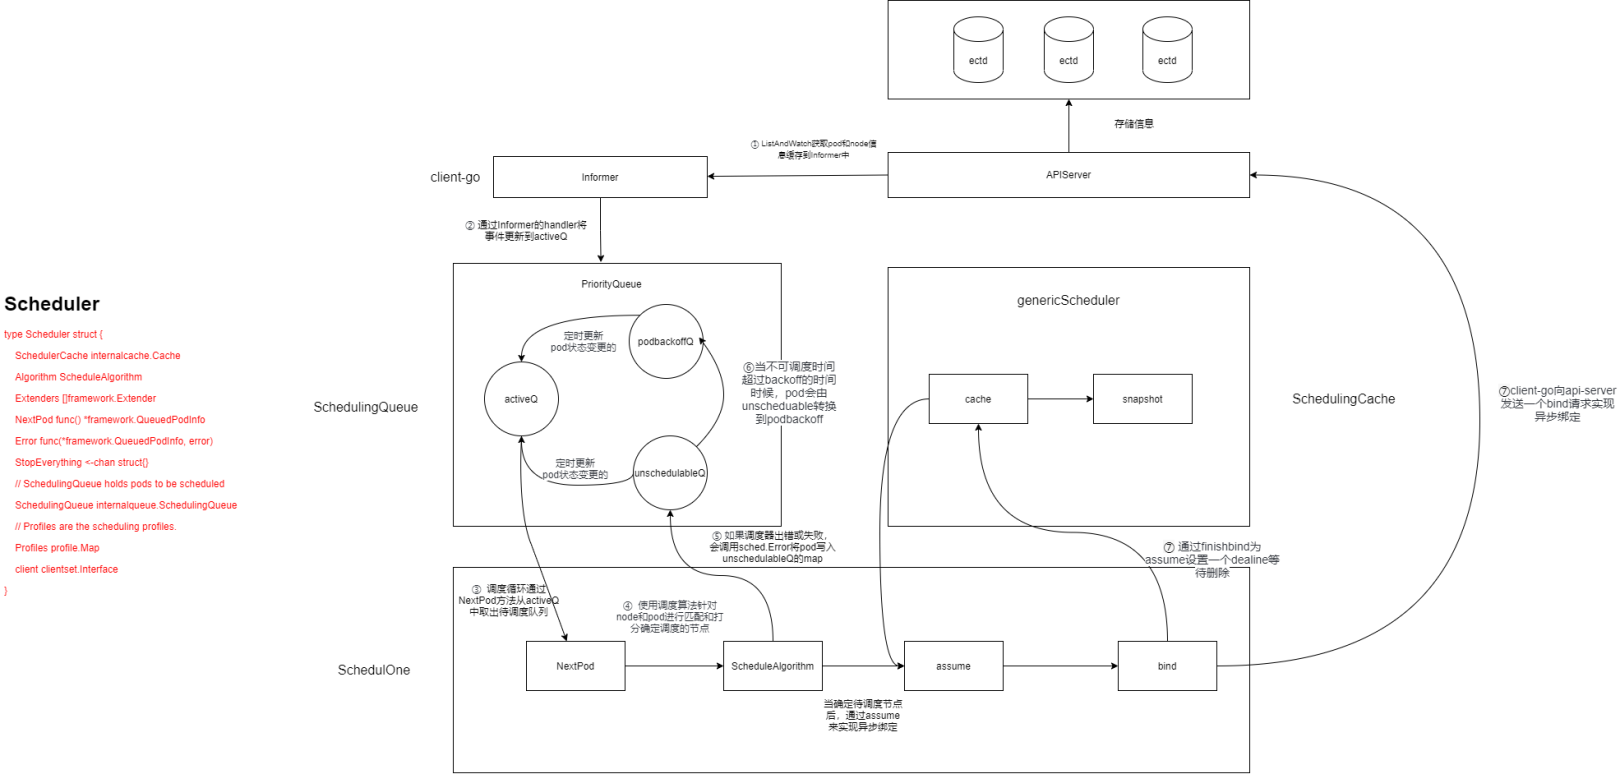 ectd
ectd
ectd
存储信息
① ListAndWatch获取pod和node信
息缓存到Informer中
client-go
Informer
APIServer
② 通过Informer的handler将
事件更新到activeQ
Scheduler
type Scheduler struct {
SchedulerCache internalcache.Cache
Algorithm ScheduleAlgorithm
Extenders []framework.Extender
NextPod func() *framework.QueuedPodInfo
Error func(*framework.QueuedPodInfo, error)
StopEverything <-chan struct{}
// SchedulingQueue holds pods to be scheduled
SchedulingQueue internalqueue.SchedulingQueue
// Profiles are the scheduling profiles.
Profiles profile.Map
client clientset.Interface
}
SchedulingQueue
PriorityQueue
定时更新
pod状态变更的
podbackoffQ
activeQ
⑥当不可调度时间
超过backoff的时间
时候，pod会由
unscheduable转换
到podbackoff
定时更新
pod状态变更的
unschedulableQ
genericScheduler
cache
snapshot
SchedulingCache
⑦client-go向api-server
发送一个bind请求实现
异步绑定
⑤ 如果调度器出错或失败，
会调用sched.Error将pod写入
unschedulableQ的map
⑦ 通过finishbind为
assume设置一个dealine等
待删除
③ 调度循环通过
NextPod方法从activeQ
中取出待调度队列
④ 使用调度算法针对
node和pod进行匹配和打
分确定调度的节点
SchedulOne
NextPod
ScheduleAlgorithm
assume
bind
当确定待调度节点
后，通过assume
来实现异步绑定